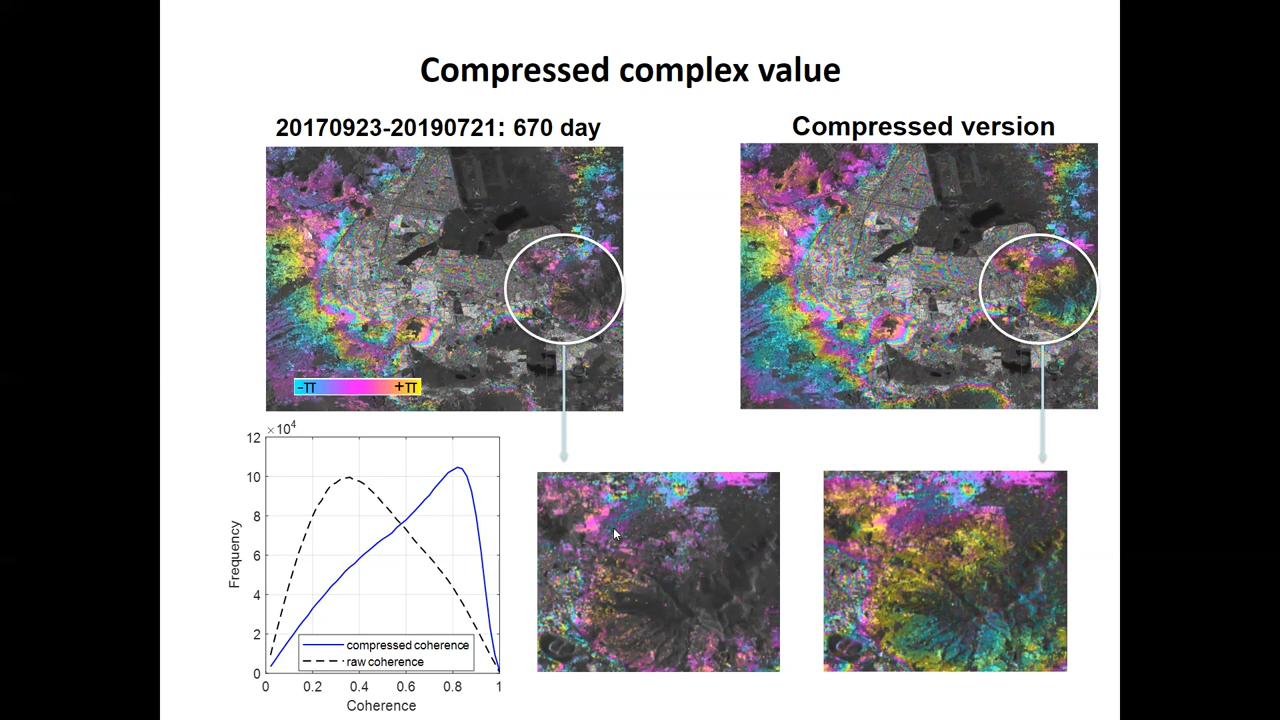 Compressed complex value
20170923-20190721: 670 day
Compressed version
-π +π
×10⁴
12
10
8
6
4
2
0
Frequency
compressed coherence
raw coherence
0 0.2 0.4 0.6 0.8 1
Coherence